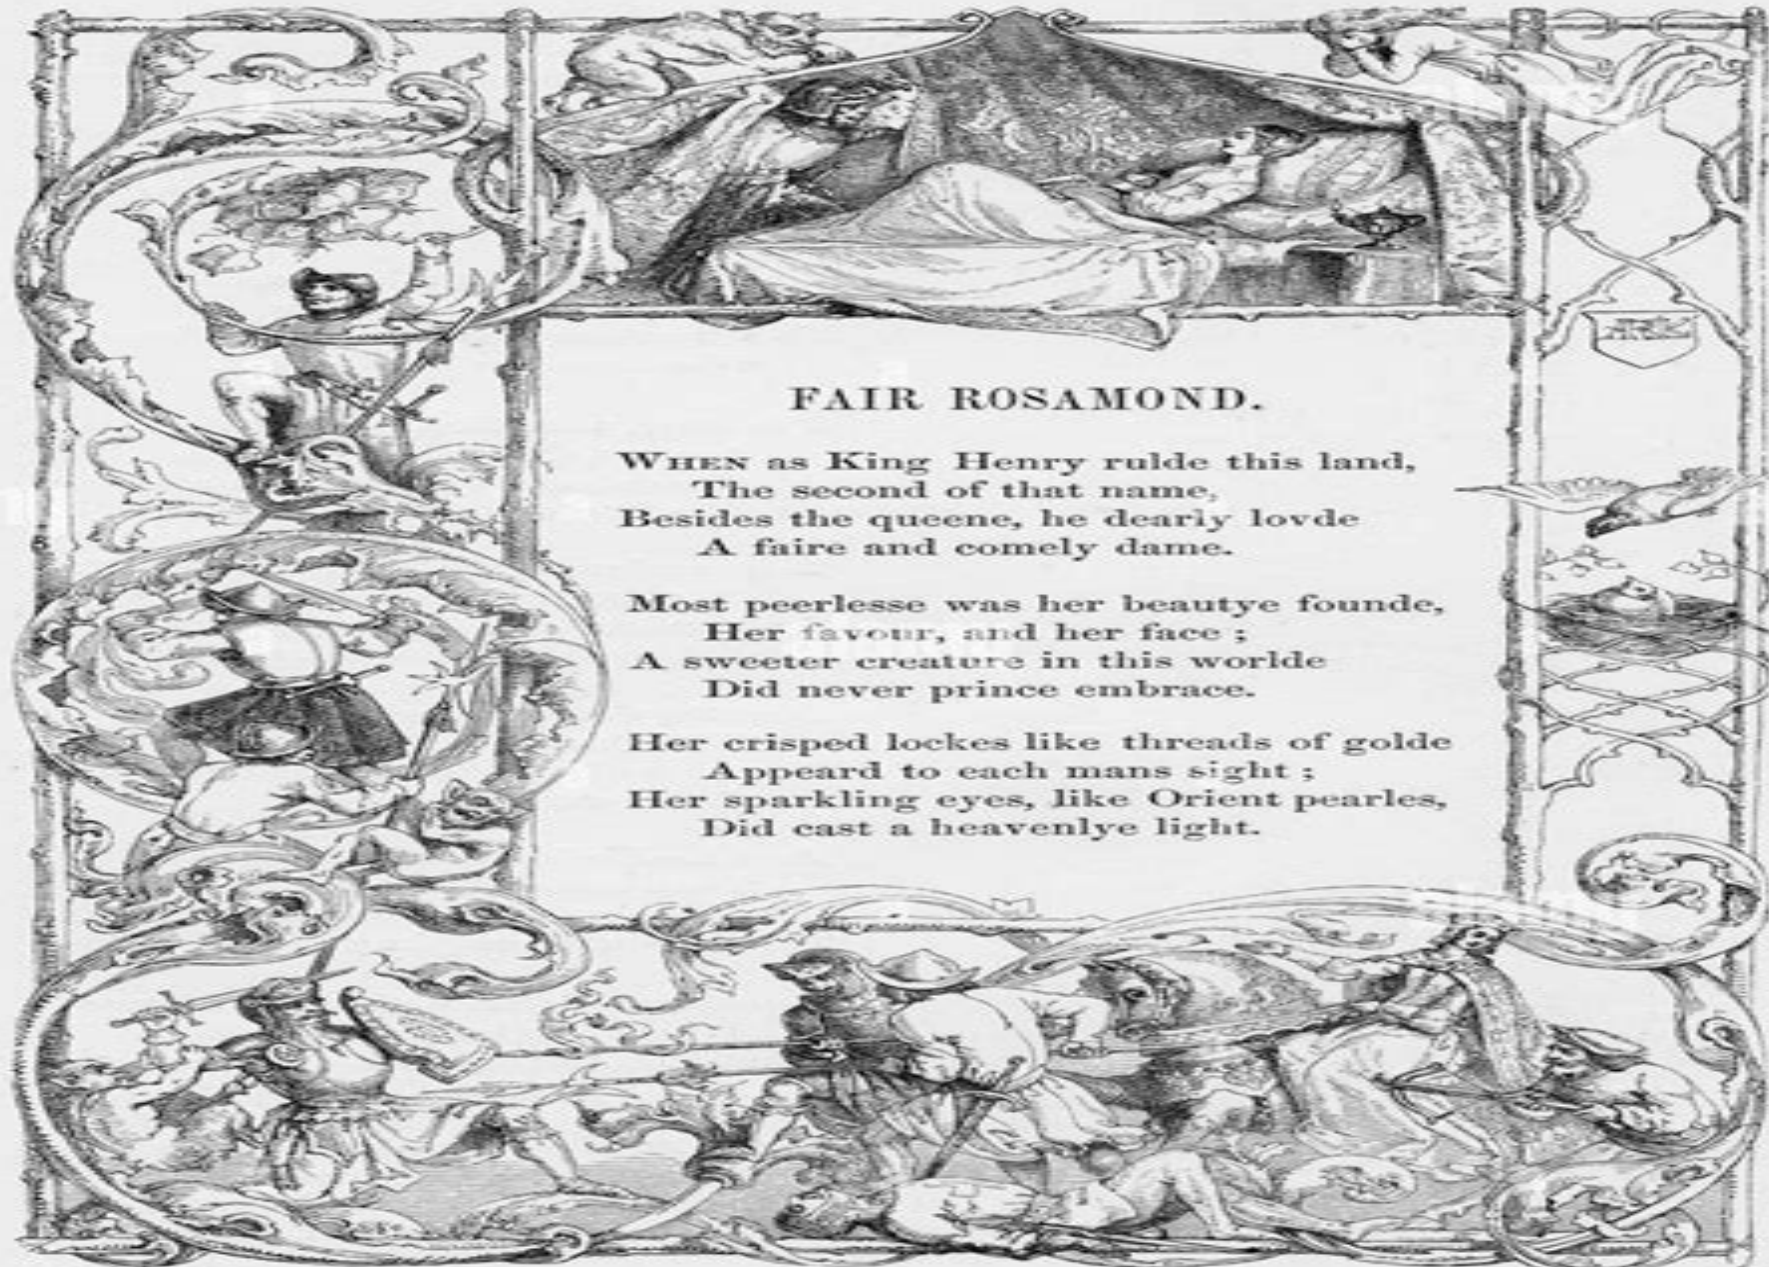 FAIR ROSAMOND.
WHEN as King Henry rulde this land,
The second of that name,
Besides the queene, he dearly lovde
A faire and comely dame.
Most peerlesse was her beautye founde,
Her favour, and her face ;
A sweeter creature in this worlde
Did never prince embrace.
Her crisped lockes like threads of golde
Appeard to each mans sight ;
Her sparkling eyes, like Orient pearles,
Did cast a heavenlye light.